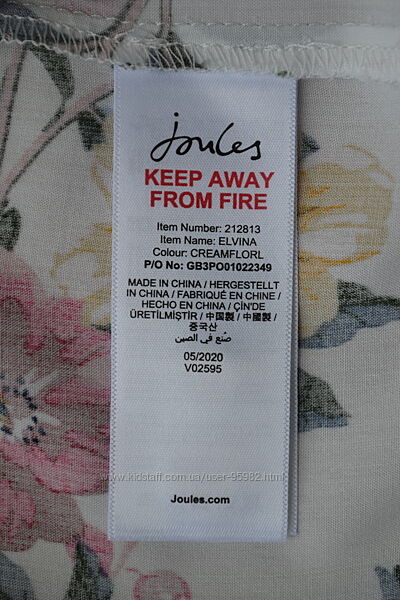 Joules
KEEP AWAY
FROM FIRE
Item Number: 212813
Item Name: ELVINA
Colour: CREAMFLORL
P/O No: GB3PO01022349
MADE IN CHINA / HERGESTELLT
IN CHINA / FABRIQUÉ EN CHINE /
HECHO EN CHINA / ÇİN'DE
ÜRETİLMİŞTİR / 中国製 / 中國製 /
중국산
صُنع في الصين
05/2020
V02595
www.kidstaff.com.ua/user-95982.html
Joules.com